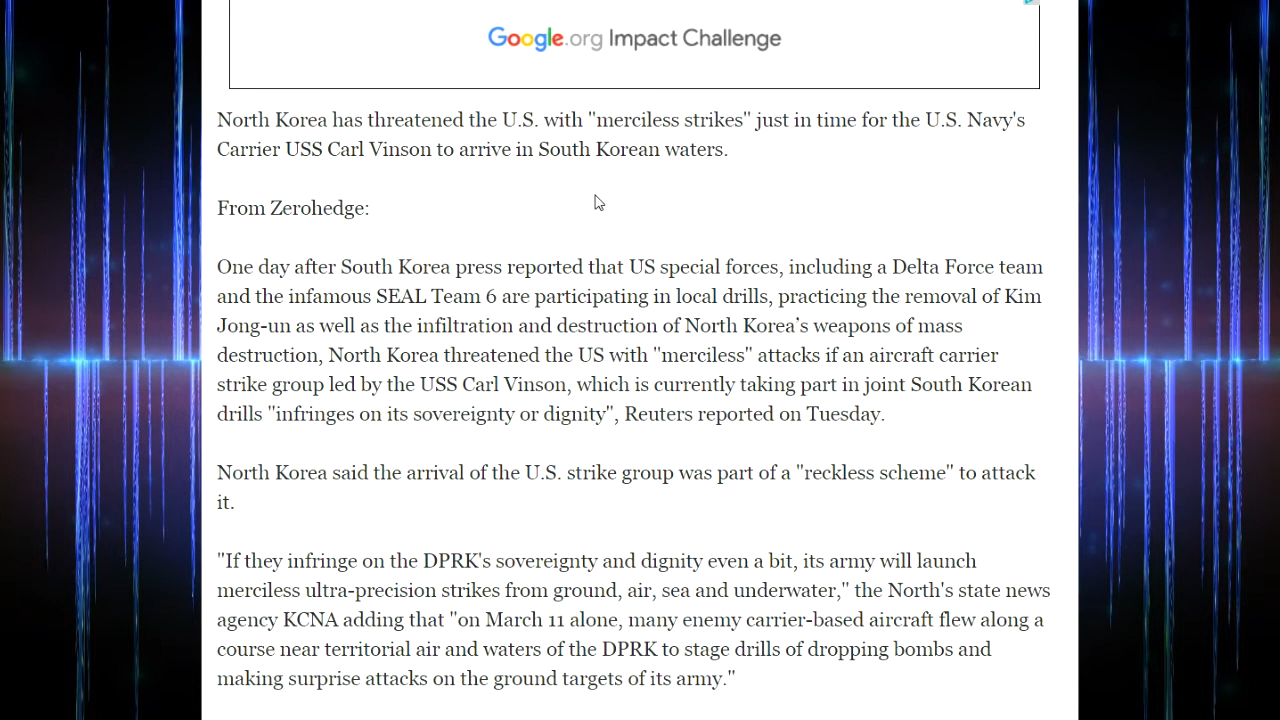 Google.org Impact Challenge
North Korea has threatened the U.S. with "merciless strikes" just in time for the U.S. Navy's
Carrier USS Carl Vinson to arrive in South Korean waters.
From Zerohedge:
One day after South Korea press reported that US special forces, including a Delta Force team
and the infamous SEAL Team 6 are participating in local drills, practicing the removal of Kim
Jong-un as well as the infiltration and destruction of North Korea’s weapons of mass
destruction, North Korea threatened the US with "merciless" attacks if an aircraft carrier
strike group led by the USS Carl Vinson, which is currently taking part in joint South Korean
drills "infringes on its sovereignty or dignity", Reuters reported on Tuesday.
North Korea said the arrival of the U.S. strike group was part of a "reckless scheme" to attack
it.
"If they infringe on the DPRK's sovereignty and dignity even a bit, its army will launch
merciless ultra-precision strikes from ground, air, sea and underwater," the North's state news
agency KCNA adding that "on March 11 alone, many enemy carrier-based aircraft flew along a
course near territorial air and waters of the DPRK to stage drills of dropping bombs and
making surprise attacks on the ground targets of its army."